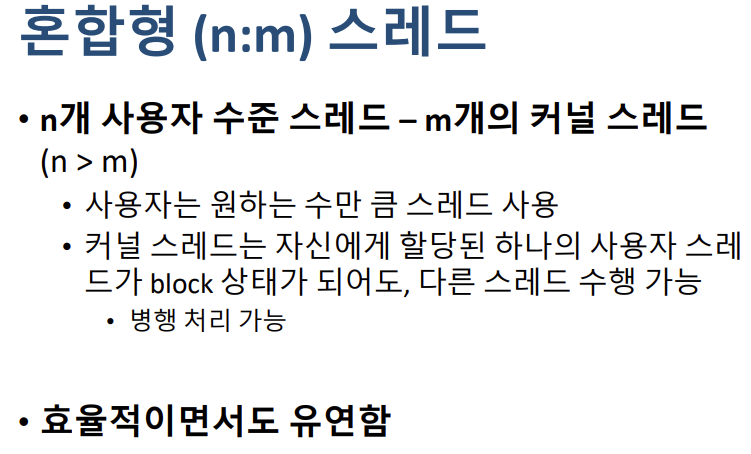 혼합형 (n:m) 스레드
• n개 사용자 수준 스레드 – m개의 커널 스레드
(n > m)
• 사용자는 원하는 수만 큼 스레드 사용
• 커널 스레드는 자신에게 할당된 하나의 사용자 스레
드가 block 상태가 되어도, 다른 스레드 수행 가능
• 병행 처리 가능
• 효율적이면서도 유연함